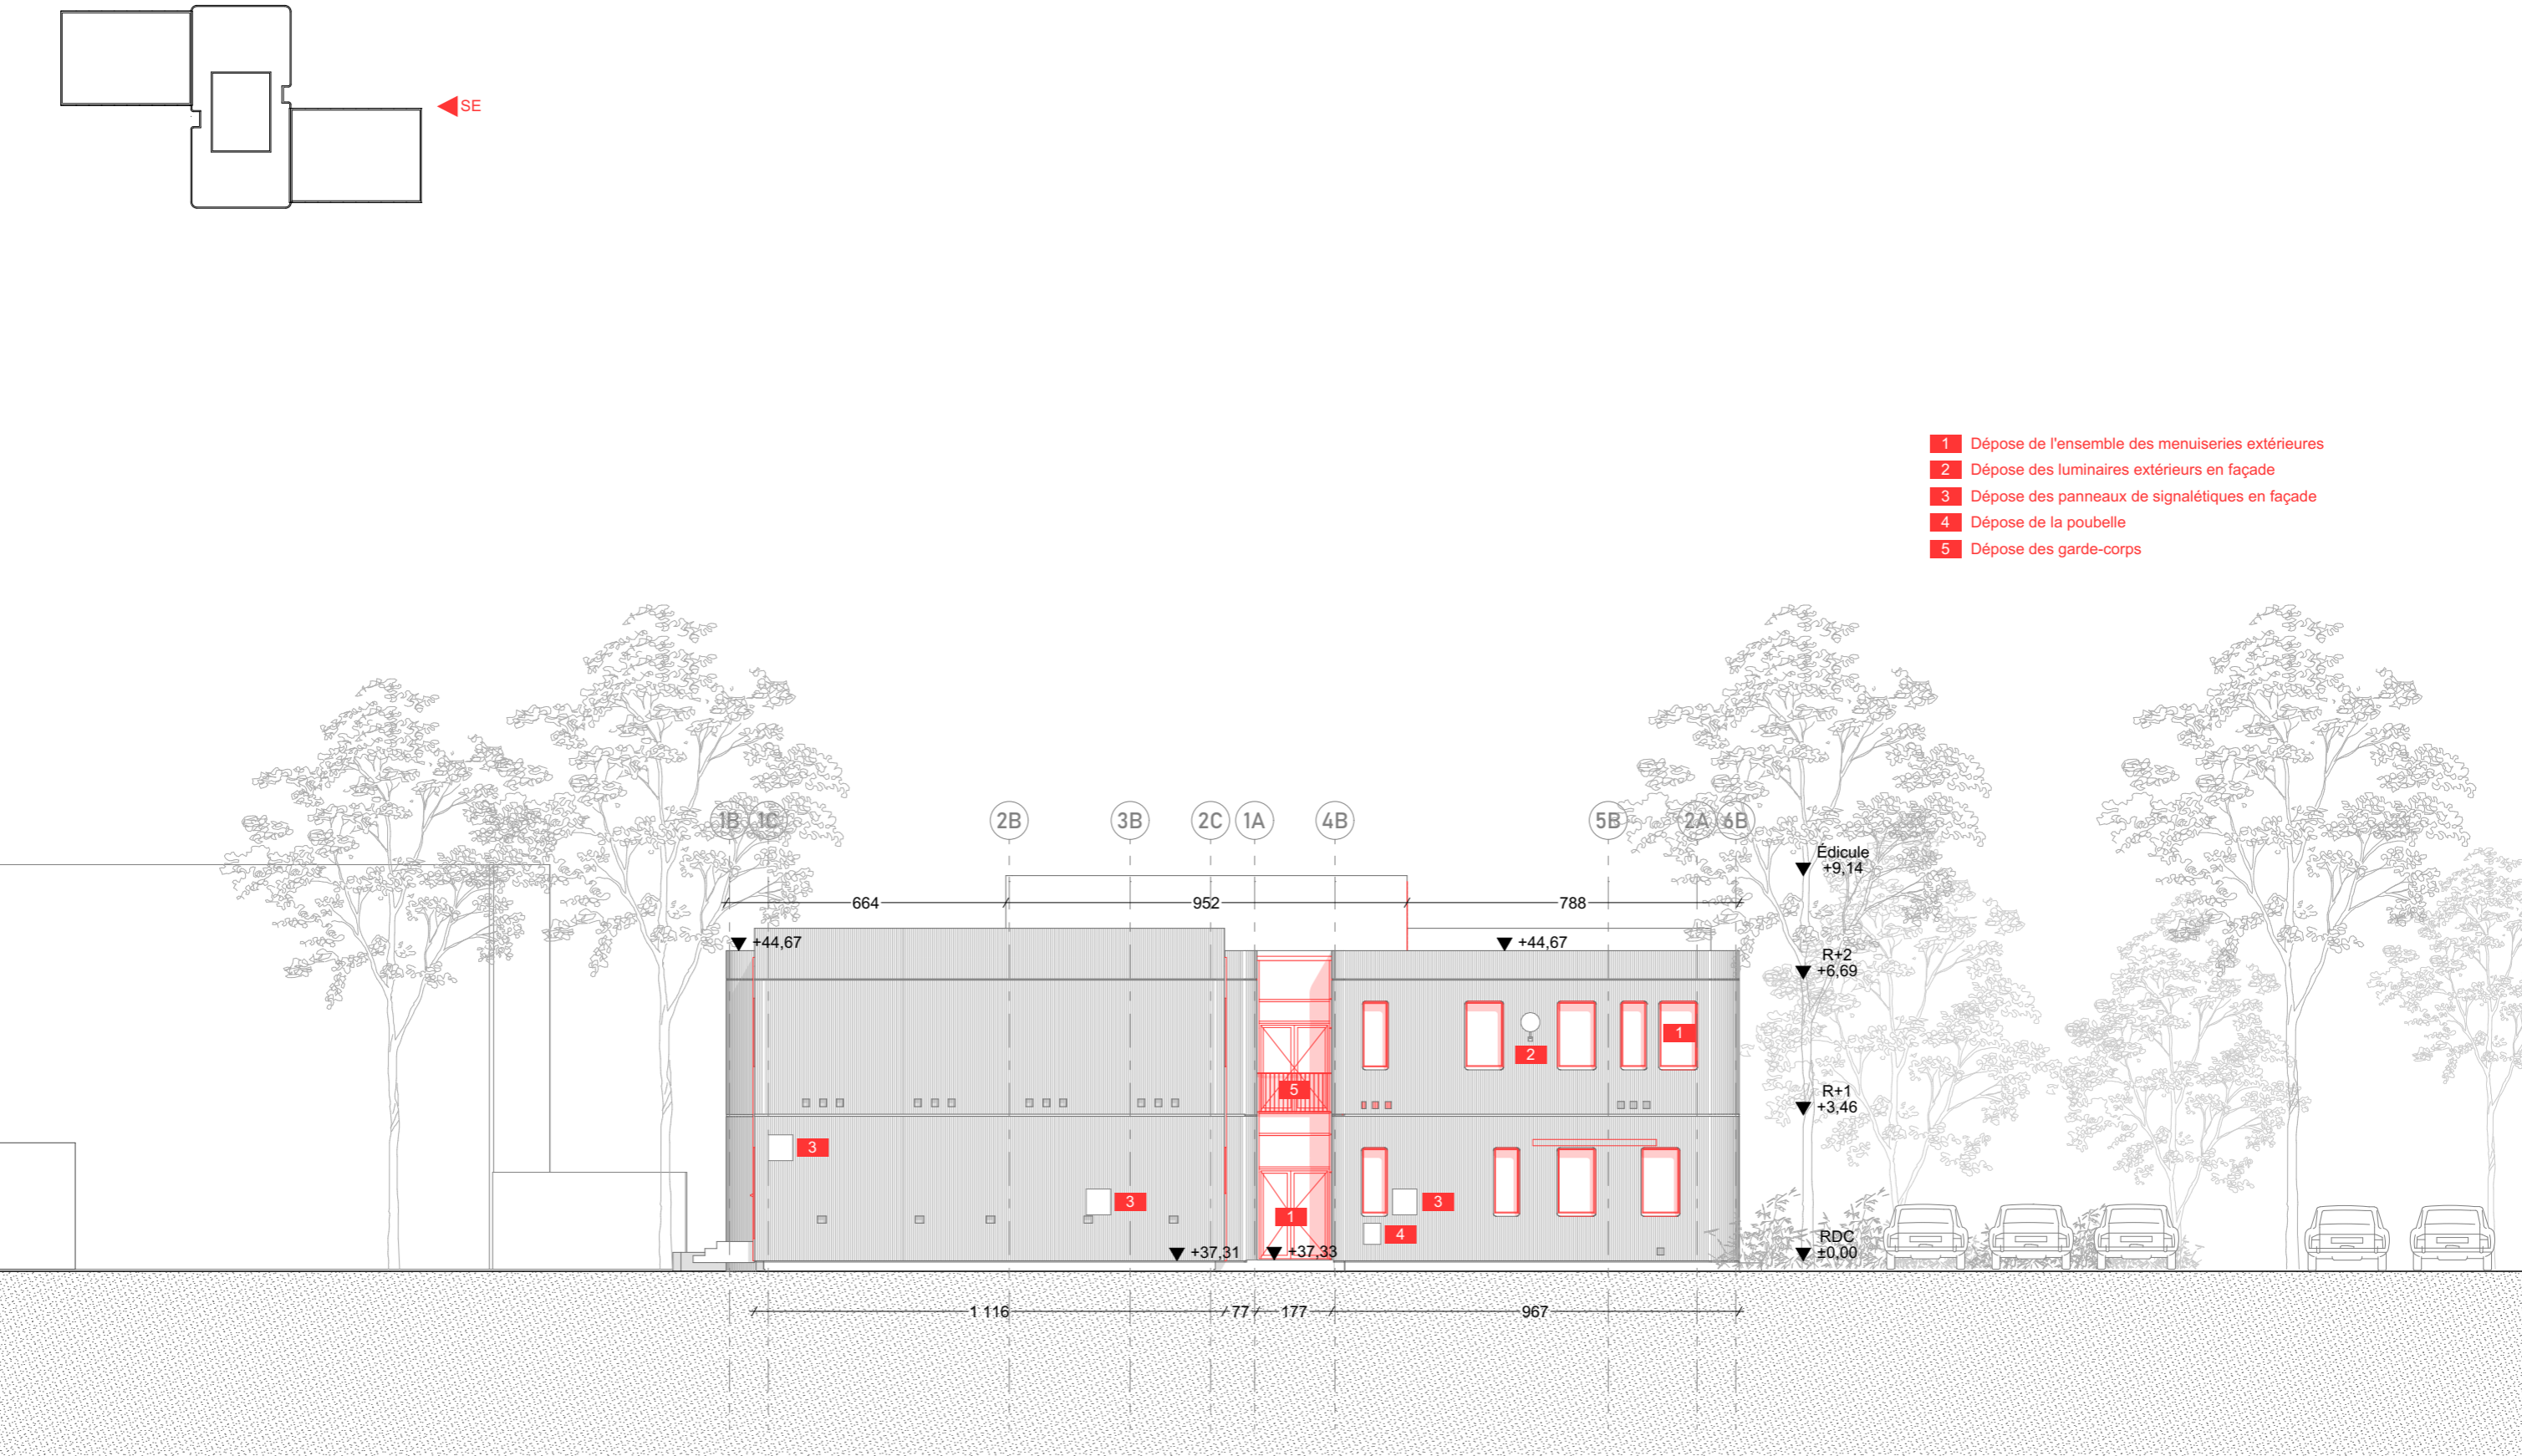 SE
1 Dépose de l'ensemble des menuiseries extérieures
2 Dépose des luminaires extérieurs en façade
3 Dépose des panneaux de signalétiques en façade
4 Dépose de la poubelle
5 Dépose des garde-corps
1B 1C 2B 3B 2C 1A 4B 5B 2A 6B
Édicule
+9,14
664 952 788
+44,67 +44,67
R+2
+6,69
1
2
5
R+1
+3,46
3
3 3
1
4
RDC
±0,00
+37,31 +37,33
1 116 77 177 967